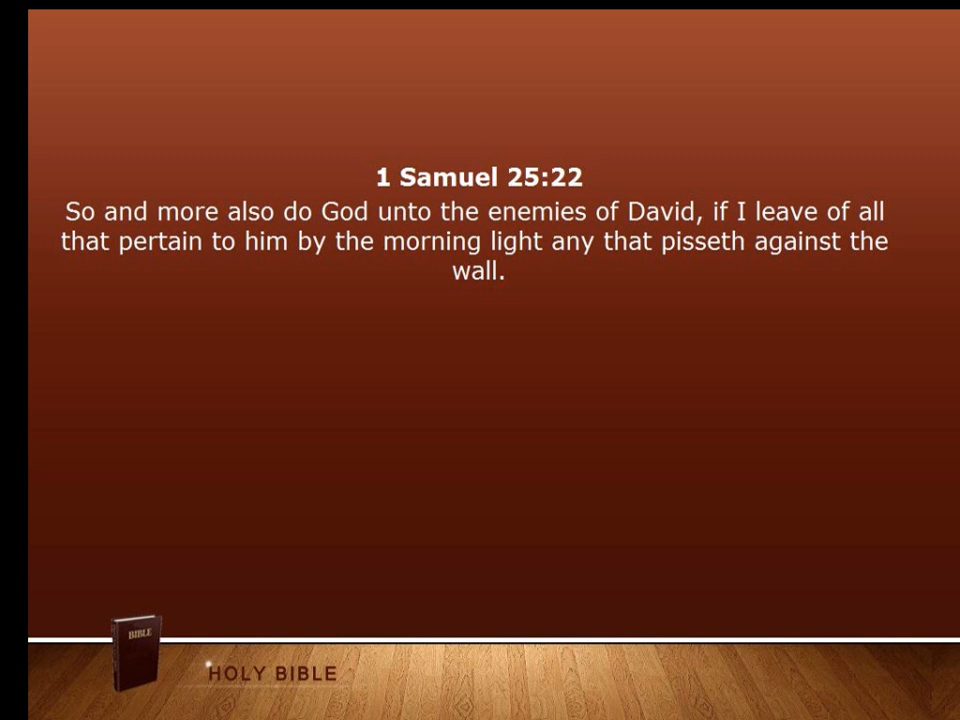 1 Samuel 25:22
So and more also do God unto the enemies of David, if I leave of all
that pertain to him by the morning light any that pisseth against the
wall.
BIBLE
HOLY BIBLE